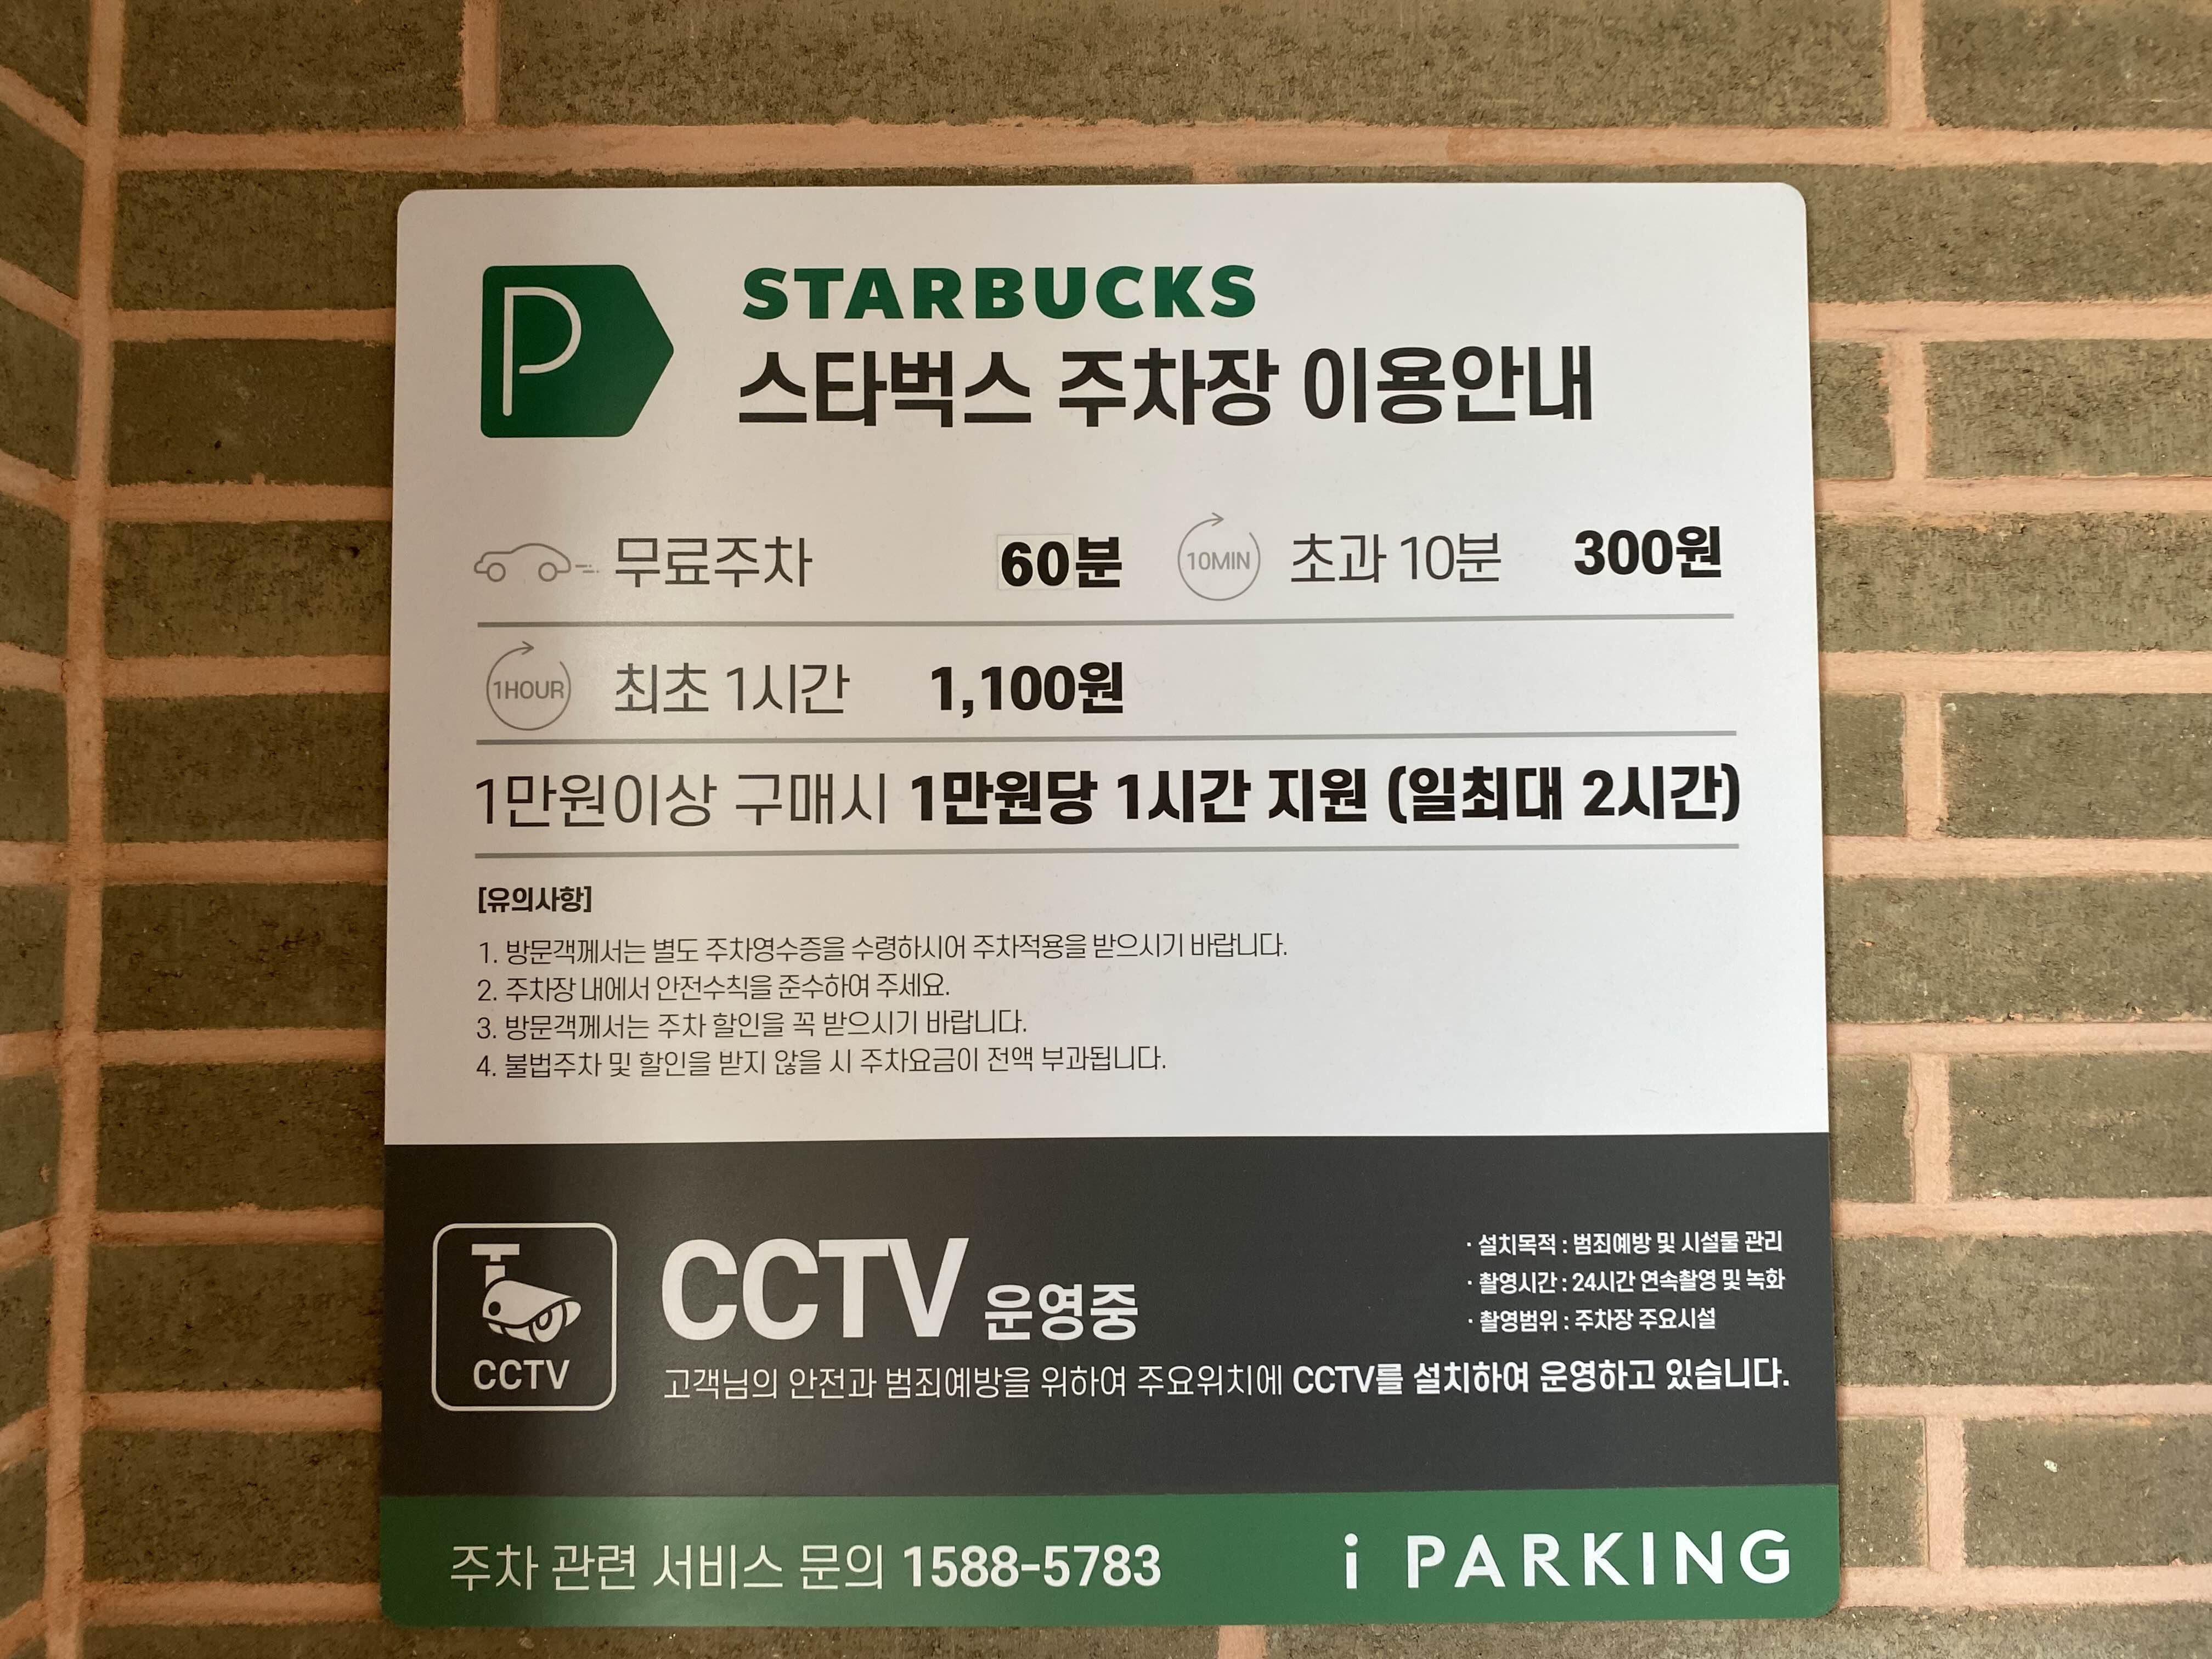 P
STARBUCKS
스타벅스 주차장 이용안내
무료주차 60분 10MIN 초과 10분 300원
1HOUR 최초 1시간 1,100원
1만원이상 구매시 1만원당 1시간 지원 (일최대 2시간)
[유의사항]
1. 방문객께서는 별도 주차영수증을 수령하시어 주차적용을 받으시기 바랍니다.
2. 주차장 내에서 안전수칙을 준수하여 주세요.
3. 방문객께서는 주차 할인을 꼭 받으시기 바랍니다.
4. 불법주차 및 할인을 받지 않을 시 주차요금이 전액 부과됩니다.
CCTV
CCTV 운영중
· 설치목적 : 범죄예방 및 시설물 관리
· 촬영시간 : 24시간 연속촬영 및 녹화
· 촬영범위 : 주차장 주요시설
고객님의 안전과 범죄예방을 위하여 주요위치에 CCTV를 설치하여 운영하고 있습니다.
주차 관련 서비스 문의 1588-5783
i PARKING